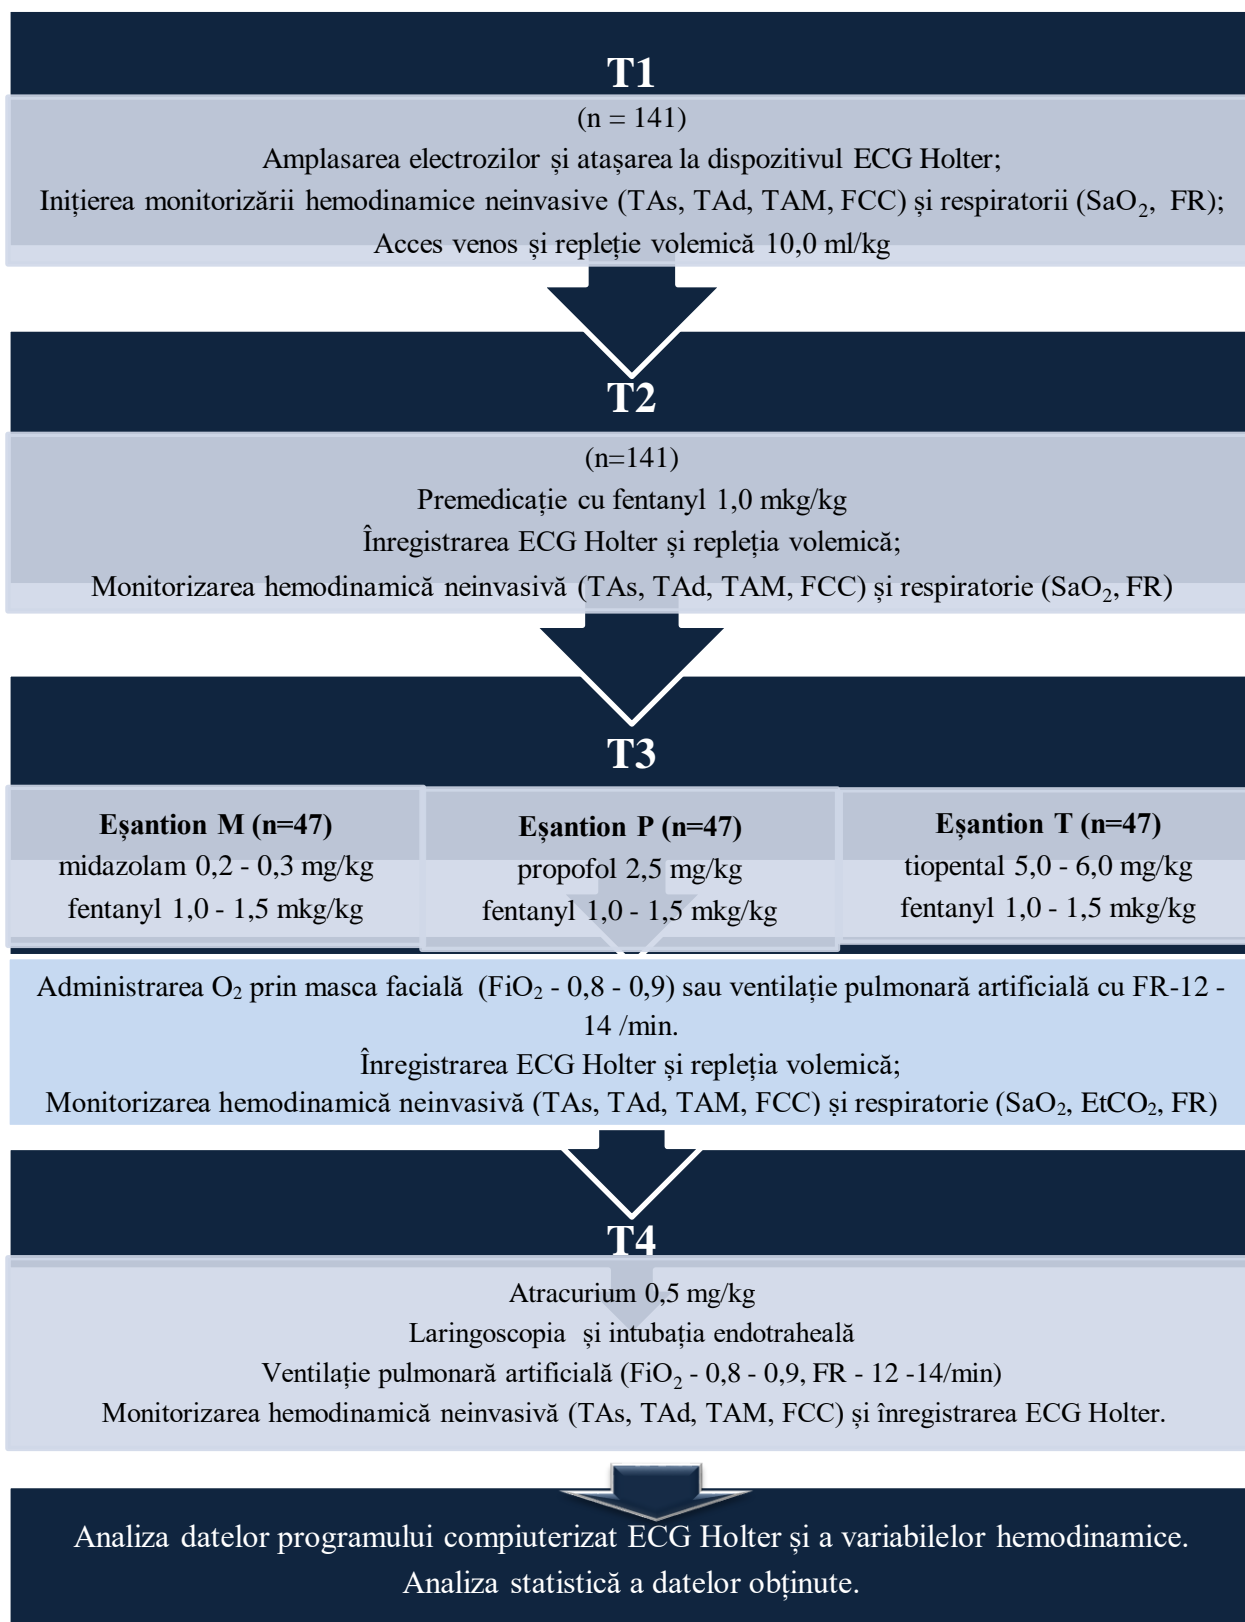 T1
(n = 141)
Amplasarea electrozilor și atașarea la dispozitivul ECG Holter;
Inițierea monitorizării hemodinamice neinvasive (TAs, TAd, TAM, FCC) și respiratorii (SaO₂, FR);
Acces venos și repleție volemică 10,0 ml/kg
T2
(n=141)
Premedicație cu fentanyl 1,0 mkg/kg
Înregistrarea ECG Holter și repleția volemică;
Monitorizarea hemodinamică neinvasivă (TAs, TAd, TAM, FCC) și respiratorie (SaO₂, FR)
T3
Eșantion M (n=47)
midazolam 0,2 - 0,3 mg/kg
fentanyl 1,0 - 1,5 mkg/kg
Eșantion P (n=47)
propofol 2,5 mg/kg
fentanyl 1,0 - 1,5 mkg/kg
Eșantion T (n=47)
tiopental 5,0 - 6,0 mg/kg
fentanyl 1,0 - 1,5 mkg/kg
Administrarea O₂ prin masca facială (FiO₂ - 0,8 - 0,9) sau ventilație pulmonară artificială cu FR-12 -
14 /min.
Înregistrarea ECG Holter și repleția volemică;
Monitorizarea hemodinamică neinvasivă (TAs, TAd, TAM, FCC) și respiratorie (SaO₂, EtCO₂, FR)
T4
Atracurium 0,5 mg/kg
Laringoscopia și intubația endotraheală
Ventilație pulmonară artificială (FiO₂ - 0,8 - 0,9, FR - 12 -14/min)
Monitorizarea hemodinamică neinvasivă (TAs, TAd, TAM, FCC) și înregistrarea ECG Holter.
Analiza datelor programului compiuterizat ECG Holter și a variabilelor hemodinamice.
Analiza statistică a datelor obținute.